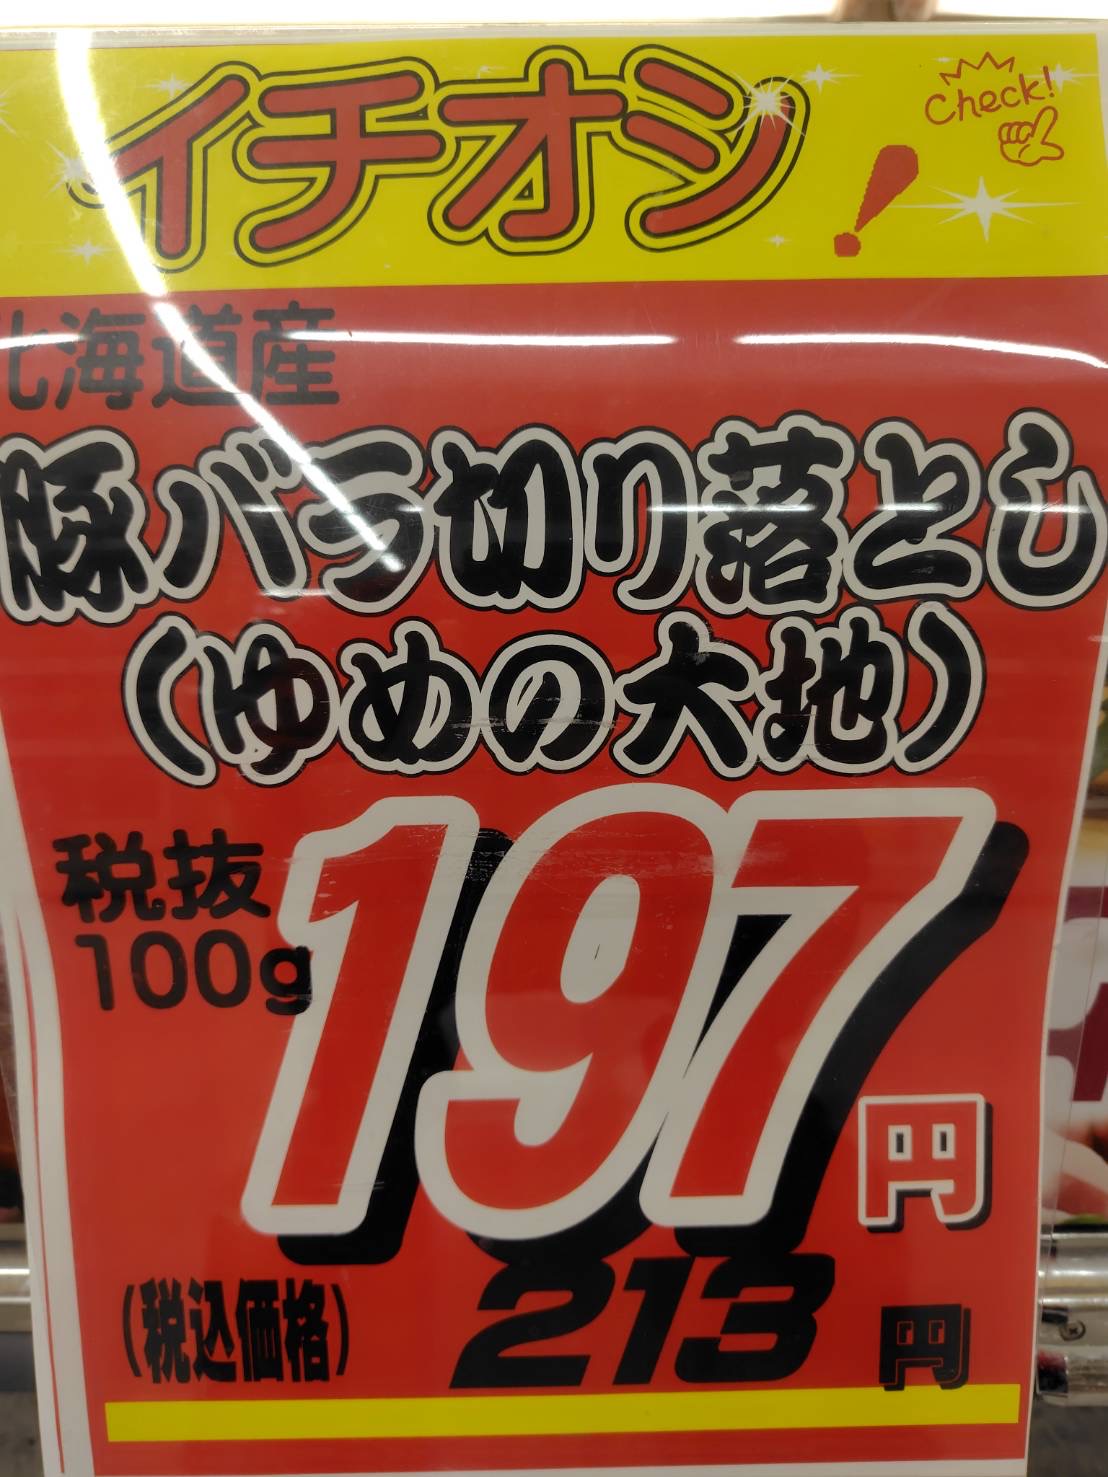 イチオシ!
Check!
北海道産
豚バラ切り落とし
(ゆめの大地)
税抜
100g
197円
(税込価格) 213円